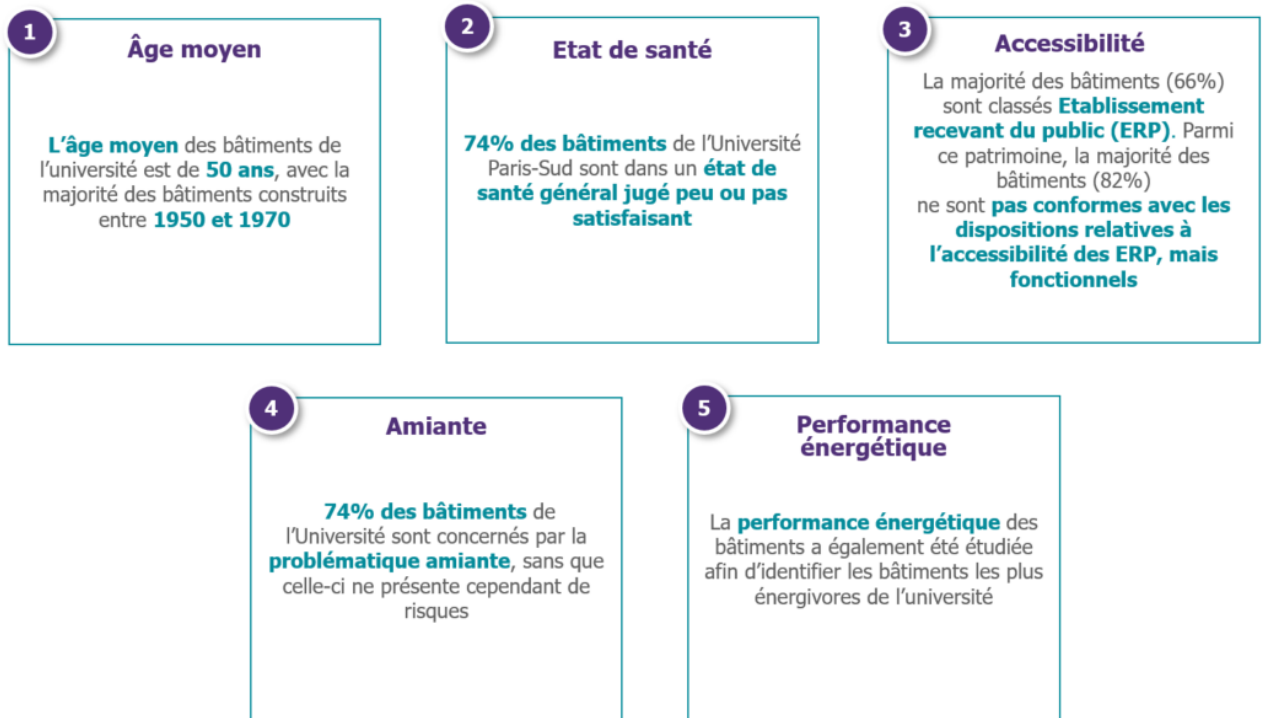 1
Âge moyen
L’âge moyen des bâtiments de
l’université est de 50 ans, avec la
majorité des bâtiments construits
entre 1950 et 1970
2
Etat de santé
74% des bâtiments de l’Université
Paris-Sud sont dans un état de
santé général jugé peu ou pas
satisfaisant
3
Accessibilité
La majorité des bâtiments (66%)
sont classés Etablissement
recevant du public (ERP). Parmi
ce patrimoine, la majorité des
bâtiments (82%)
ne sont pas conformes avec les
dispositions relatives à
l’accessibilité des ERP, mais
fonctionnels
4
Amiante
74% des bâtiments de
l’Université sont concernés par la
problématique amiante, sans que
celle-ci ne présente cependant de
risques
5
Performance
énergétique
La performance énergétique des
bâtiments a également été étudiée
afin d’identifier les bâtiments les plus
énergivores de l’université